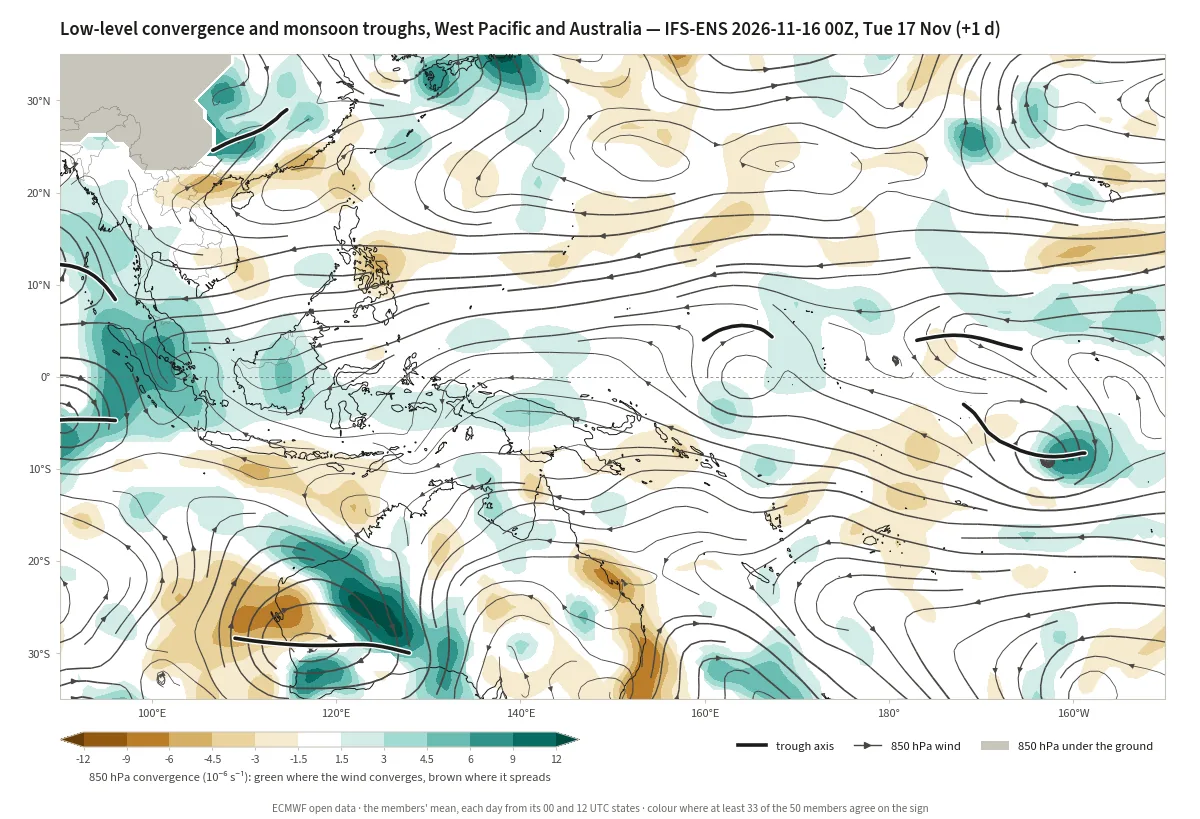 Low-level convergence and monsoon troughs, West Pacific and Australia — IFS-ENS 2026-11-16 00Z, Tue 17 Nov (+1 d)
30°N
20°N
10°N
0°
10°S
20°S
30°S
100°E 120°E 140°E 160°E 180° 160°W
-12 -9 -6 -4.5 -3 -1.5 1.5 3 4.5 6 9 12
850 hPa convergence (10⁻⁶ s⁻¹): green where the wind converges, brown where it spreads
trough axis 850 hPa wind 850 hPa under the ground
ECMWF open data · the members' mean, each day from its 00 and 12 UTC states · colour where at least 33 of the 50 members agree on the sign